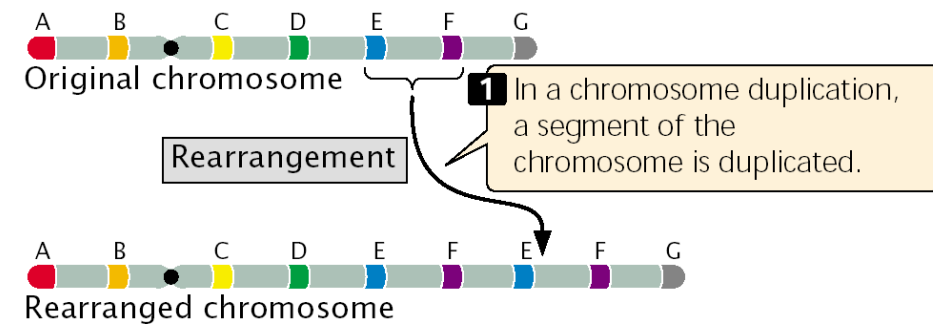 A B C D E F G
Original chromosome
1 In a chromosome duplication,
a segment of the
chromosome is duplicated.
Rearrangement
A B C D E F E F G
Rearranged chromosome